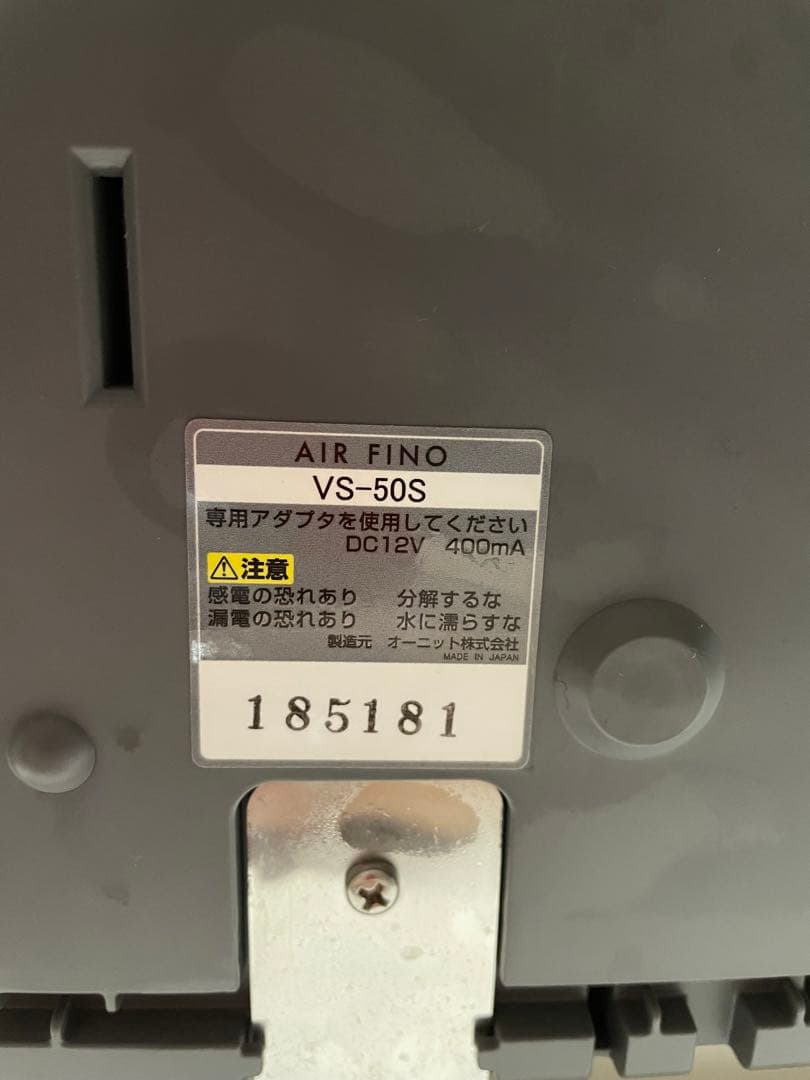 AIR FINO
VS-50S
専用アダプタを使用してください
DC12V 400mA
注意
感電の恐れあり 分解するな
漏電の恐れあり 水に濡らすな
製造元 オーニット株式会社
MADE IN JAPAN
185181